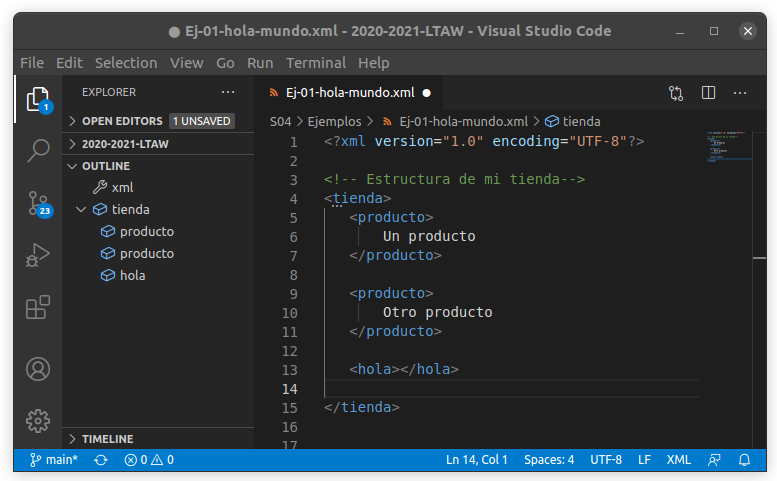 ● Ej-01-hola-mundo.xml - 2020-2021-LTAW - Visual Studio Code
File Edit Selection View Go Run Terminal Help
EXPLORER
OPEN EDITORS 1 UNSAVED
2020-2021-LTAW
OUTLINE
xml
tienda
producto
producto
hola
TIMELINE
1
23
Ej-01-hola-mundo.xml ●
S04 > Ejemplos > Ej-01-hola-mundo.xml > tienda
1 <?xml version="1.0" encoding="UTF-8"?>
2
3 <!-- Estructura de mi tienda-->
4 <tienda>
5 <producto>
6 Un producto
7 </producto>
8
9 <producto>
10 Otro producto
11 </producto>
12
13 <hola></hola>
14
15 </tienda>
16
17
main* 0 0 Ln 14, Col 1 Spaces: 4 UTF-8 LF XML